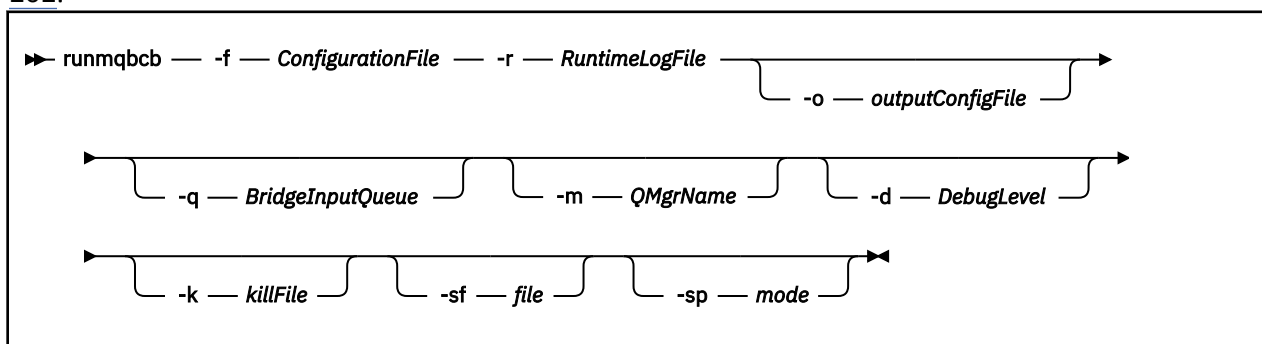 runmqbcb -f ConfigurationFile -r RuntimeLogFile
-o outputConfigFile
-q BridgeInputQueue -m QMgrName -d DebugLevel
-k killFile -sf file -sp mode